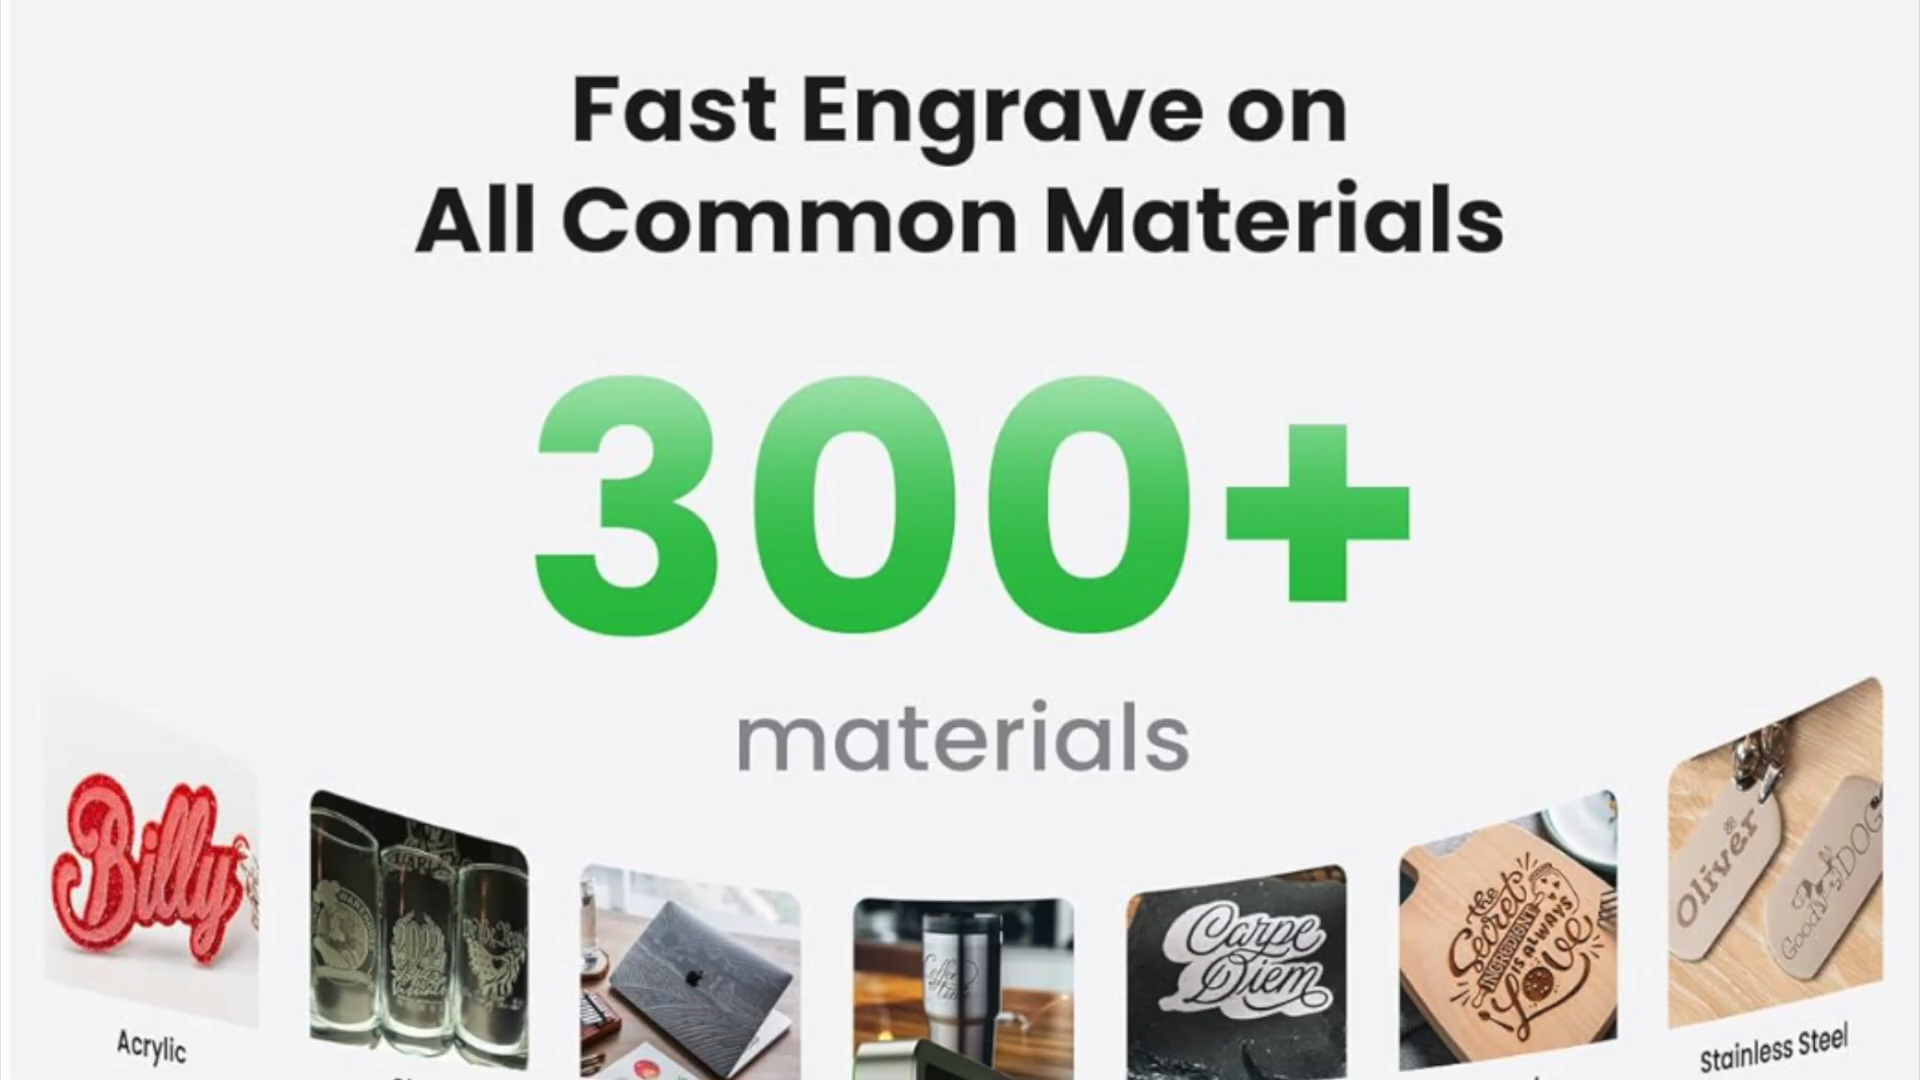 Fast Engrave on
All Common Materials
300+
materials
Billy
Carpe
Diem
the
Secret
INGREDIENT
IS ALWAYS
Love
Oliver
Good DOG
Acrylic
Stainless Steel